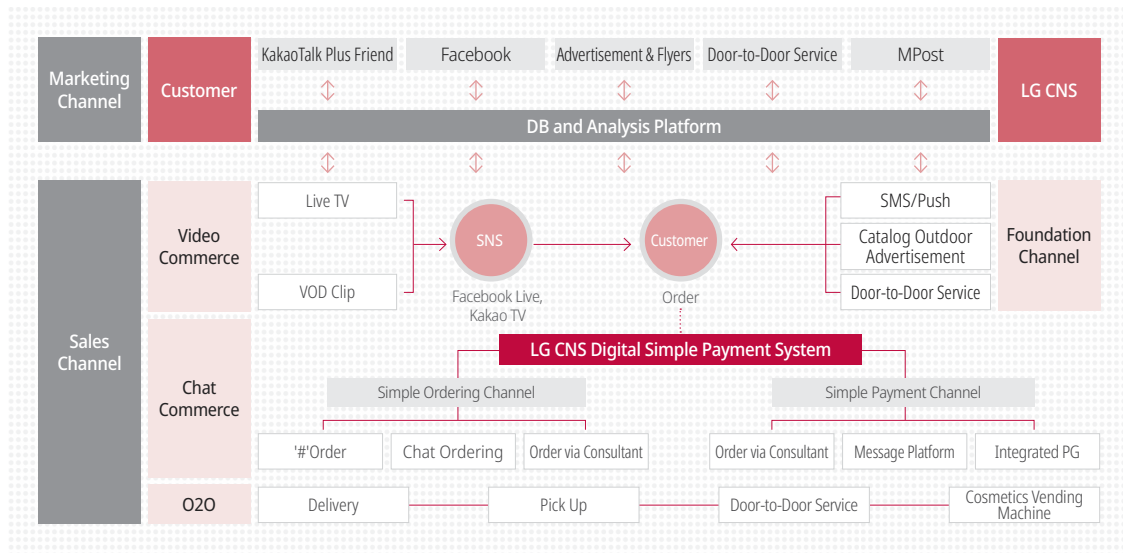 Marketing
Channel
Customer
KakaoTalk Plus Friend
Facebook
Advertisement & Flyers
Door-to-Door Service
MPost
LG CNS
DB and Analysis Platform
Sales
Channel
Video
Commerce
Live TV
VOD Clip
SNS
Facebook Live,
Kakao TV
Customer
Order
SMS/Push
Catalog Outdoor
Advertisement
Door-to-Door Service
Foundation
Channel
Chat
Commerce
LG CNS Digital Simple Payment System
Simple Ordering Channel
Simple Payment Channel
'#'Order
Chat Ordering
Order via Consultant
Order via Consultant
Message Platform
Integrated PG
O2O
Delivery
Pick Up
Door-to-Door Service
Cosmetics Vending
Machine